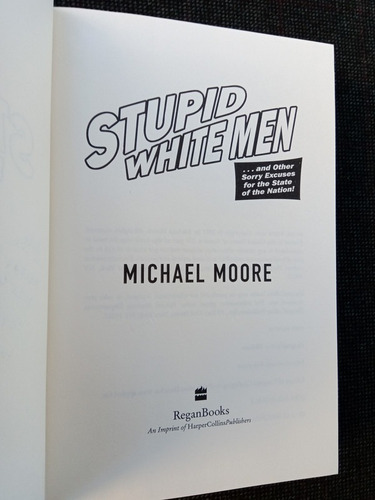 STUPID
WHITE MEN
. . . and Other
Sorry Excuses
for the State
of the Nation!
MICHAEL MOORE
ReganBooks
An Imprint of HarperCollinsPublishers